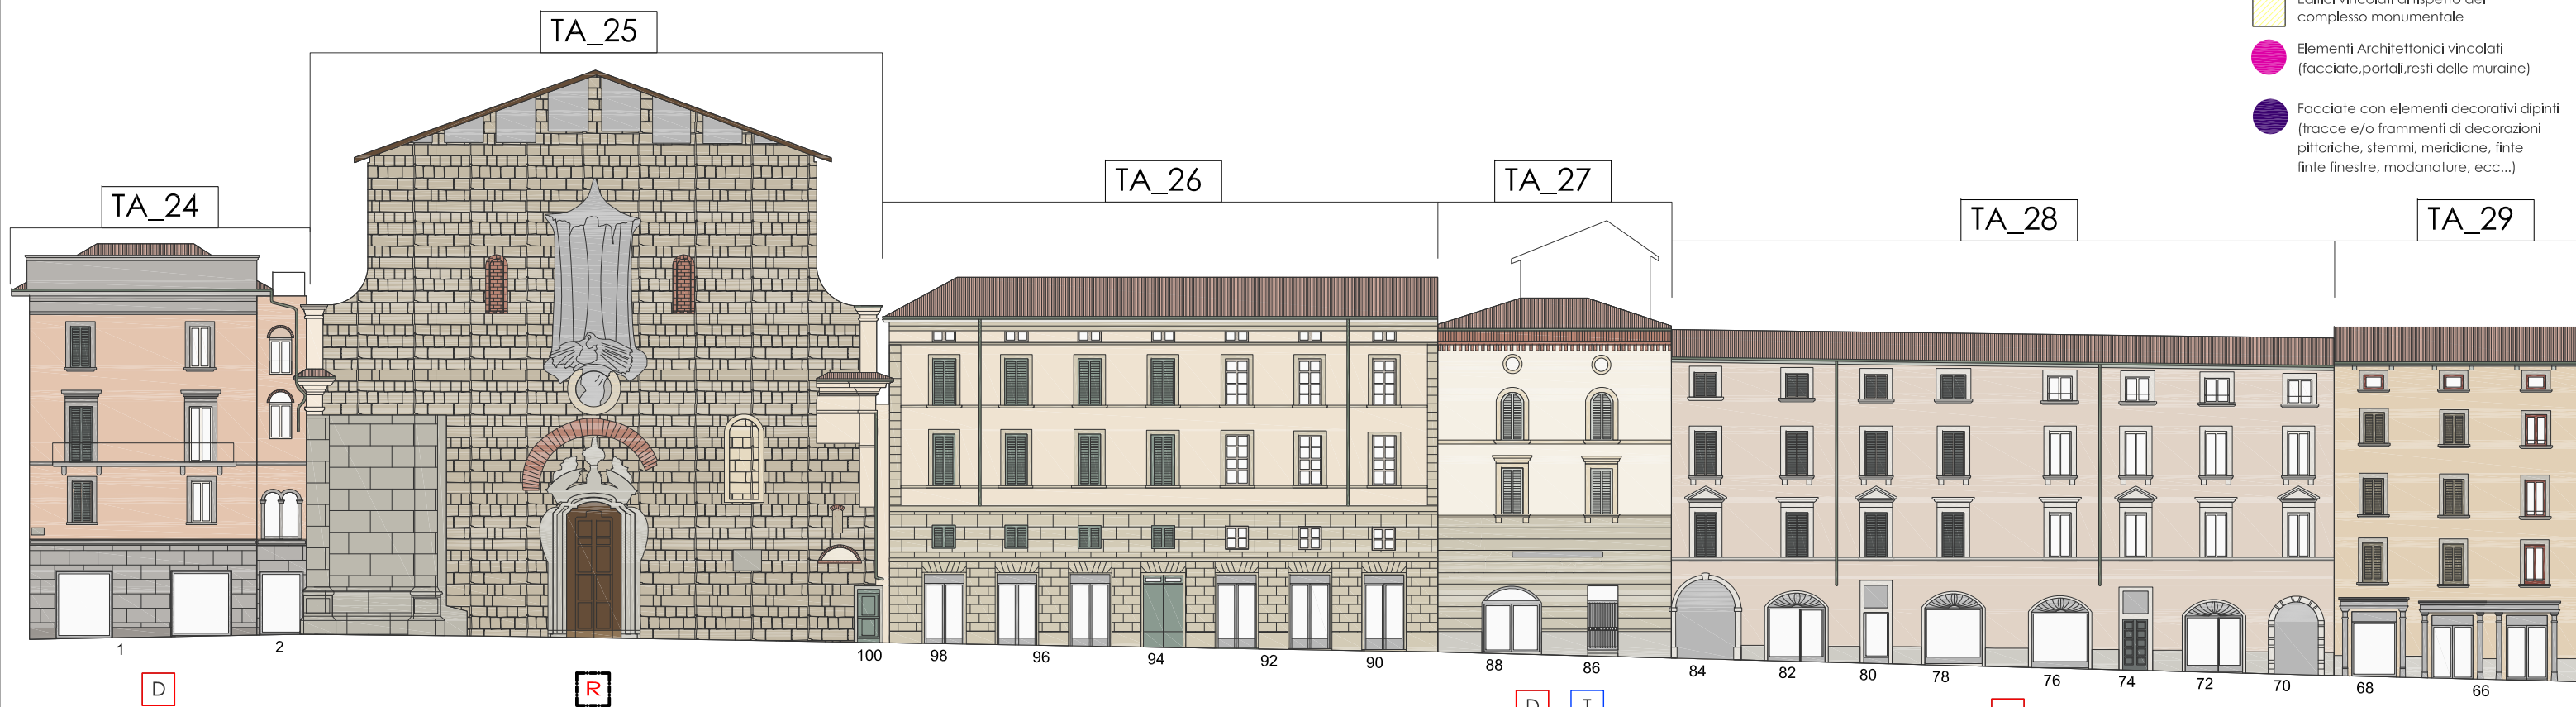 complesso monumentale
Elementi Architettonici vincolati
(facciate,portali,resti delle muraine)
Facciate con elementi decorativi dipinti
(tracce e/o frammenti di decorazioni
pittoriche, stemmi, meridiane, finte
finte finestre, modanature, ecc...)
TA_24
TA_25
TA_26
TA_27
TA_28
TA_29
1
2
100
98
96
94
92
90
88
86
84
82
80
78
76
74
72
70
68
66
D
R